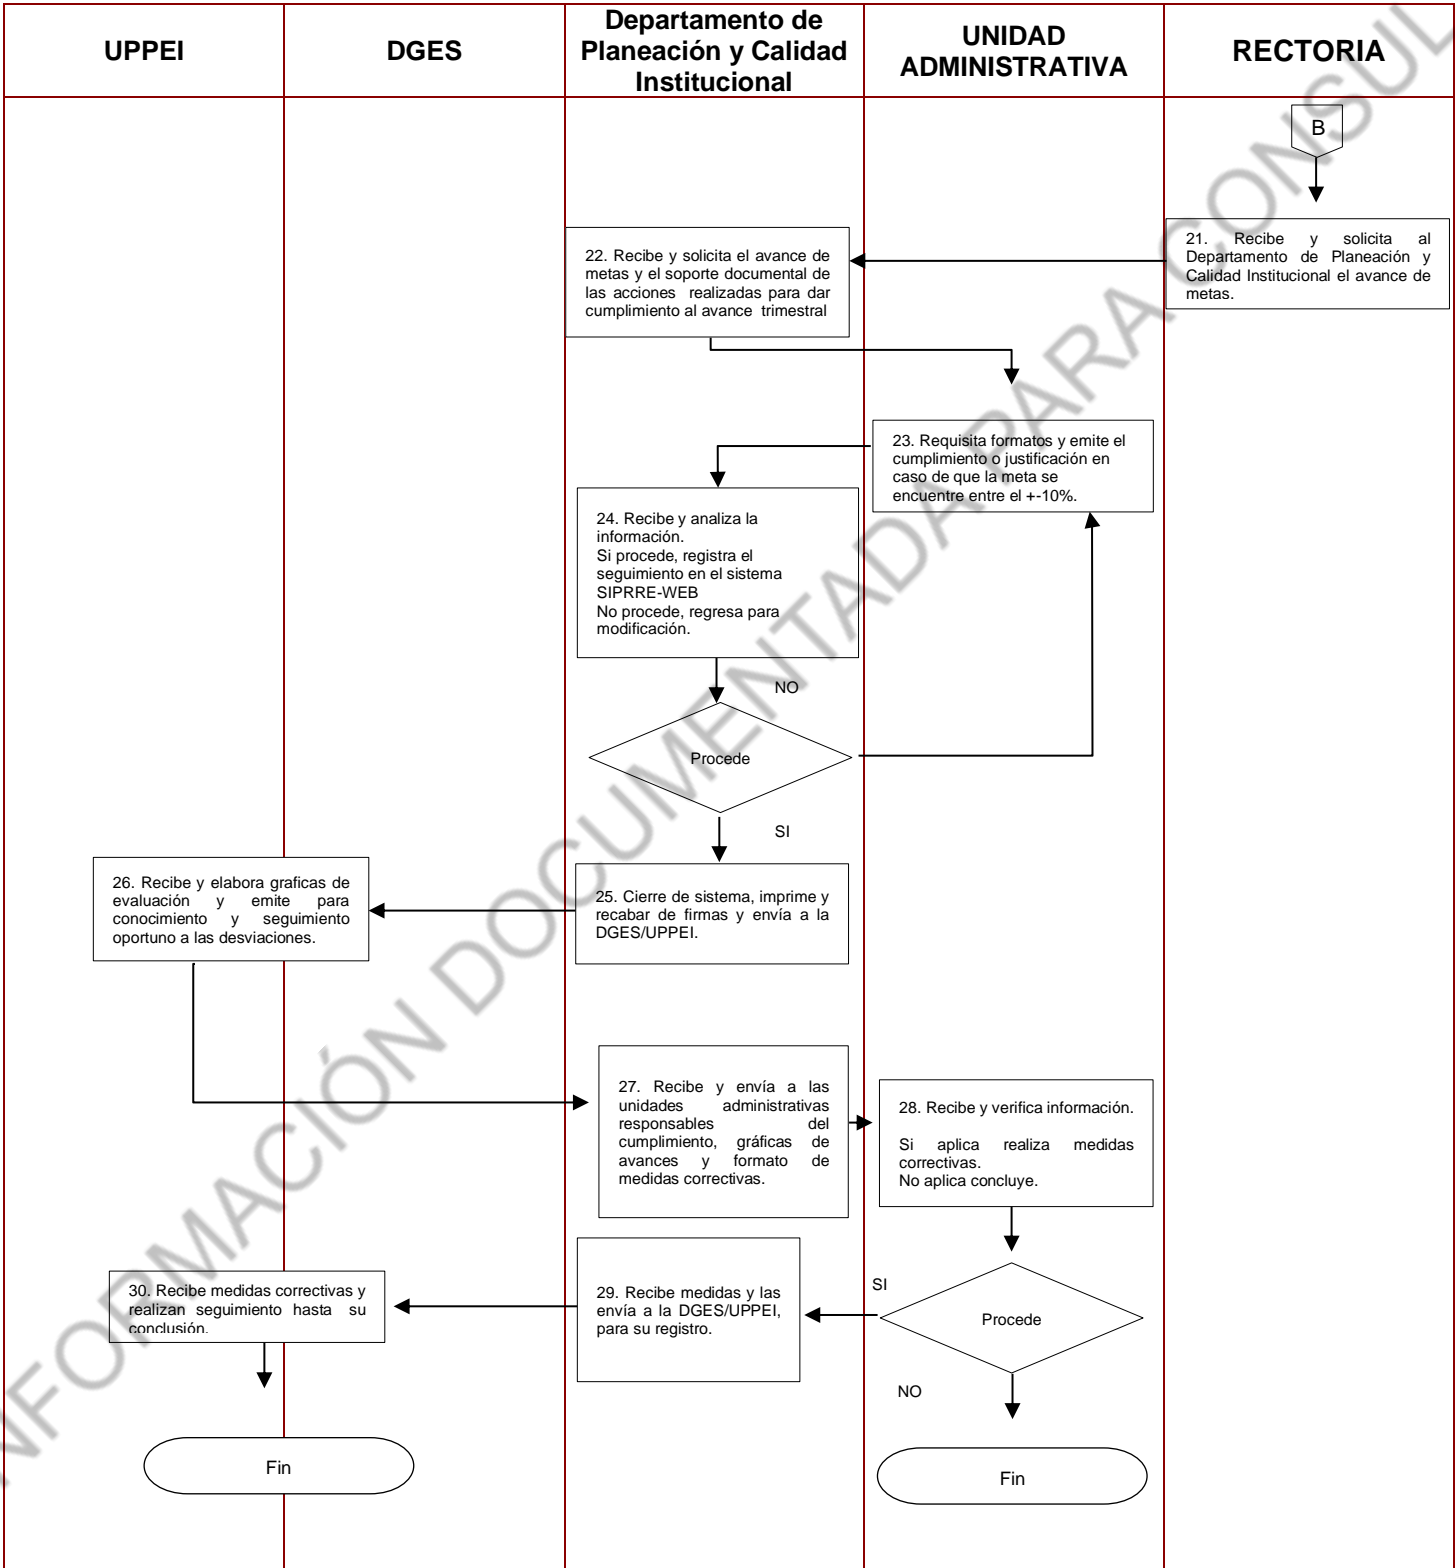 UPPEI
DGES
Departamento de
Planeación y Calidad
Institucional
UNIDAD
ADMINISTRATIVA
RECTORIA
B
21. Recibe y solicita al
Departamento de Planeación y
Calidad Institucional el avance de
metas.
22. Recibe y solicita el avance de
metas y el soporte documental de
las acciones realizadas para dar
cumplimiento al avance trimestral
23. Requisita formatos y emite el
cumplimiento o justificación en
caso de que la meta se
encuentre entre el +-10%.
24. Recibe y analiza la
información.
Si procede, registra el
seguimiento en el sistema
SIPRRE-WEB
No procede, regresa para
modificación.
NO
Procede
SI
26. Recibe y elabora graficas de
evaluación y emite para
conocimiento y seguimiento
oportuno a las desviaciones.
25. Cierre de sistema, imprime y
recabar de firmas y envía a la
DGES/UPPEI.
27. Recibe y envía a las
unidades administrativas
responsables del
cumplimiento, gráficas de
avances y formato de
medidas correctivas.
28. Recibe y verifica información.
Si aplica realiza medidas
correctivas.
No aplica concluye.
30. Recibe medidas correctivas y
realizan seguimiento hasta su
conclusión.
29. Recibe medidas y las
envía a la DGES/UPPEI,
para su registro.
SI
Procede
NO
Fin
Fin
NFORMACIÓN DOCUMENTADA PARA CONSUL